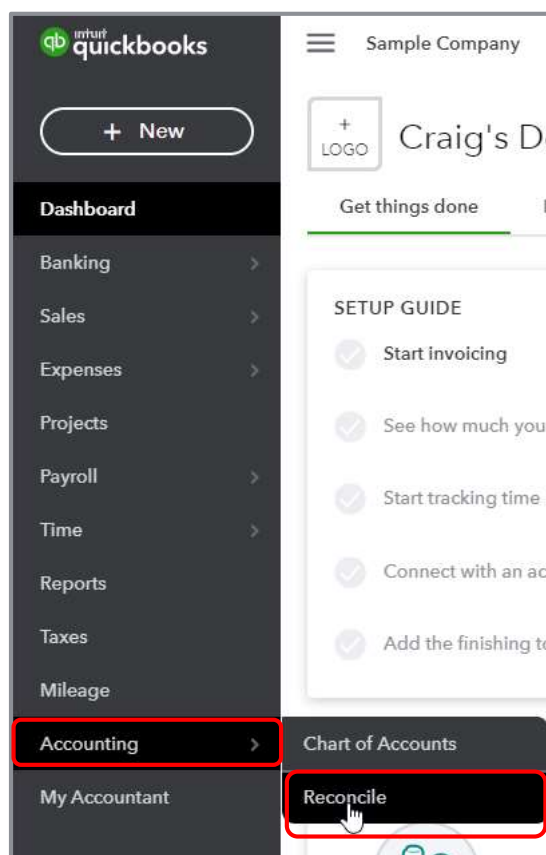 qb intuit quickbooks
+ New
Dashboard
Banking
Sales
Expenses
Projects
Payroll
Time
Reports
Taxes
Mileage
Accounting
My Accountant
Sample Company
+
LOGO
Craig's
Get things done
SETUP GUIDE
Start invoicing
See how much you
Start tracking time
Connect with an
Add the finishing
Chart of Accounts
Reconcile